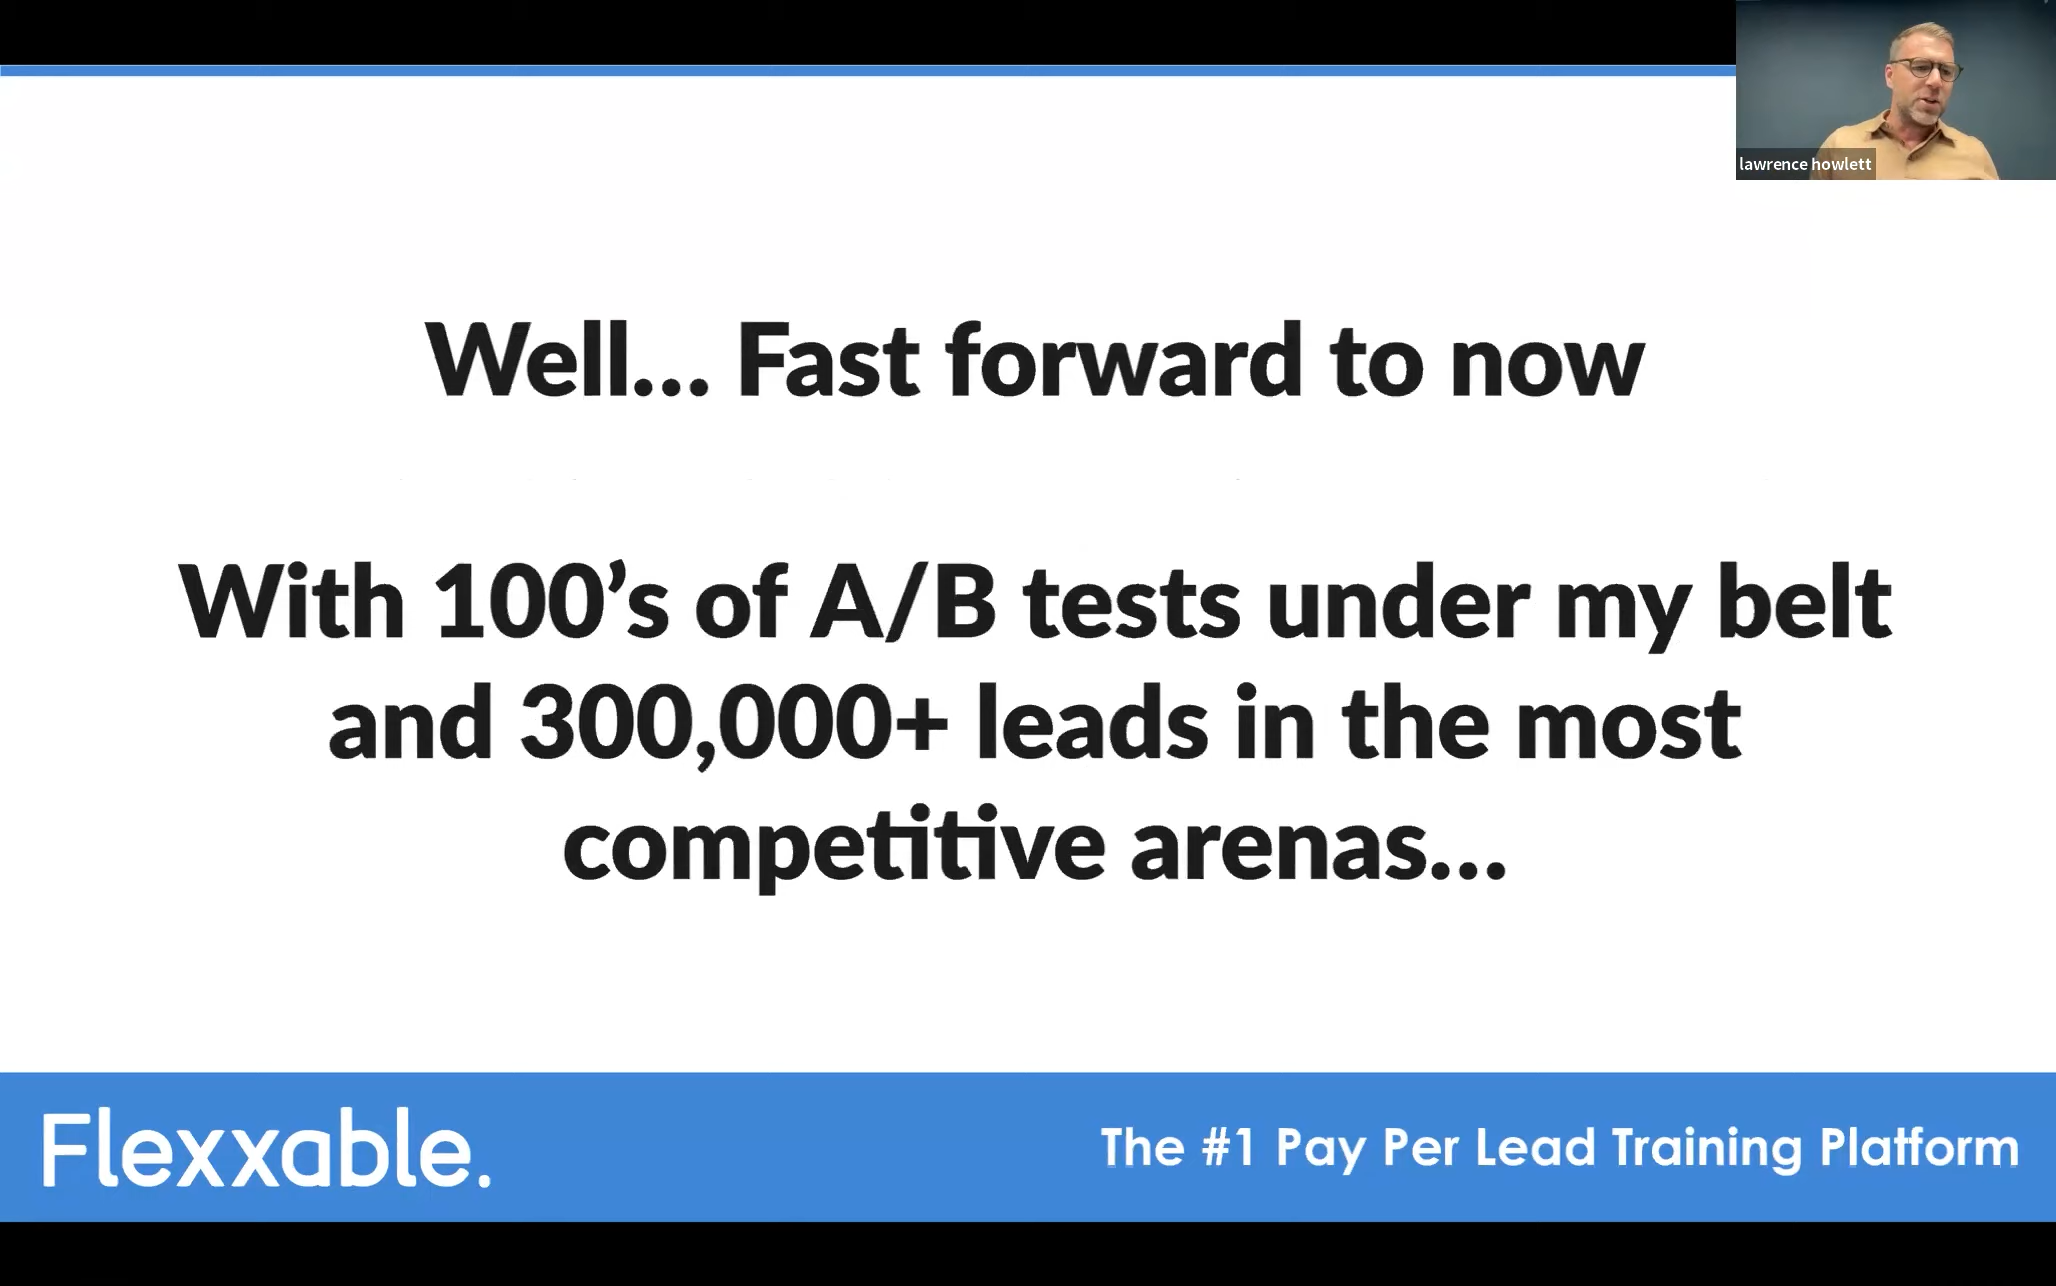 lawrence howlett
Well... Fast forward to now
With 100’s of A/B tests under my belt
and 300,000+ leads in the most
competitive arenas...
Flexxable.
The #1 Pay Per Lead Training Platform